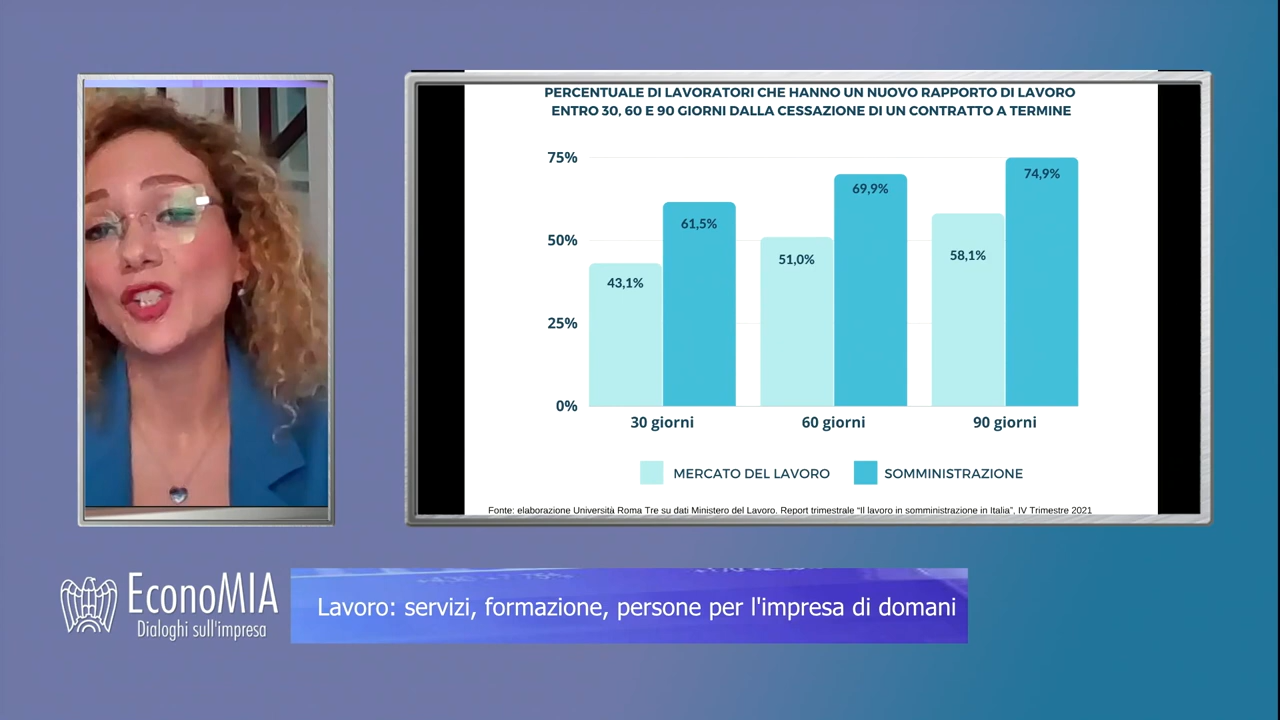 PERCENTUALE DI LAVORATORI CHE HANNO UN NUOVO RAPPORTO DI LAVORO
ENTRO 30, 60 E 90 GIORNI DALLA CESSAZIONE DI UN CONTRATTO A TERMINE
75%
50%
25%
0%
43,1%
61,5%
51,0%
69,9%
58,1%
74,9%
30 giorni
60 giorni
90 giorni
MERCATO DEL LAVORO
SOMMINISTRAZIONE
Fonte: elaborazione Università Roma Tre su dati Ministero del Lavoro. Report trimestrale “Il lavoro in somministrazione in Italia”, IV Trimestre 2021
EconoMIA
Dialoghi sull'impresa
Lavoro: servizi, formazione, persone per l'impresa di domani